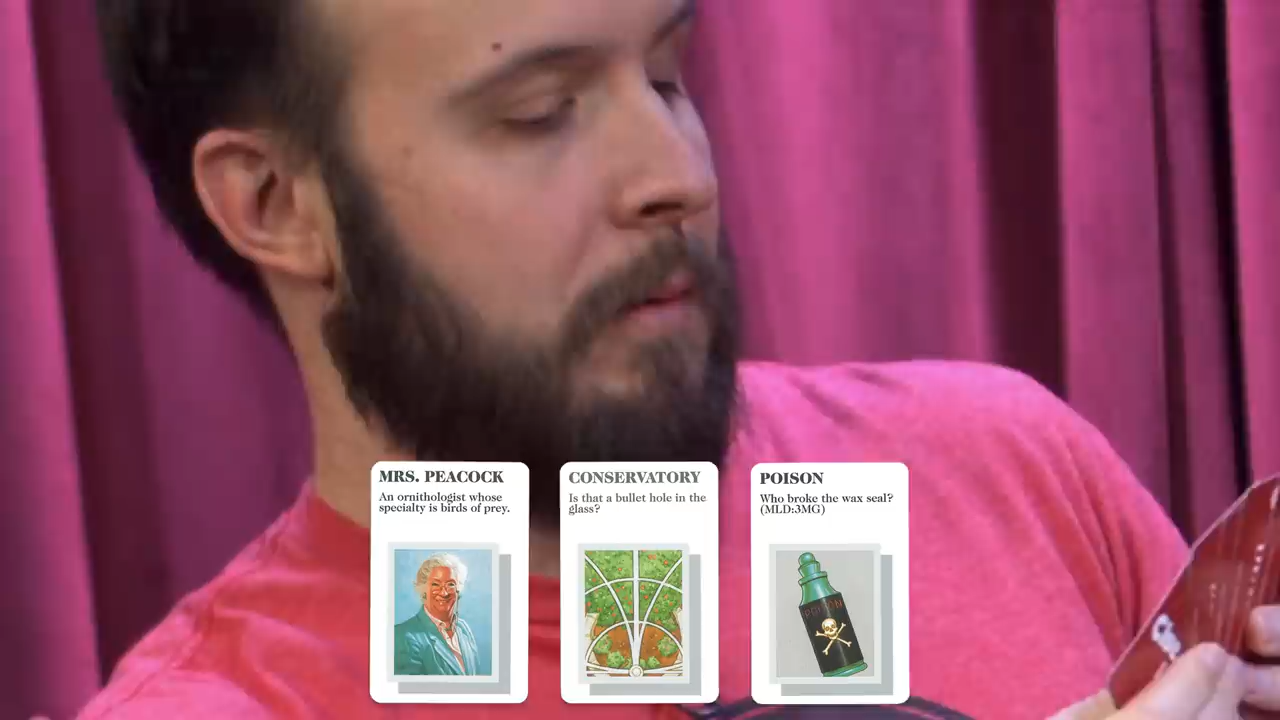 MRS. PEACOCK
An ornithologist whose
specialty is birds of prey.
CONSERVATORY
Is that a bullet hole in the
glass?
POISON
Who broke the wax seal?
(MLD:3MG)
POISON